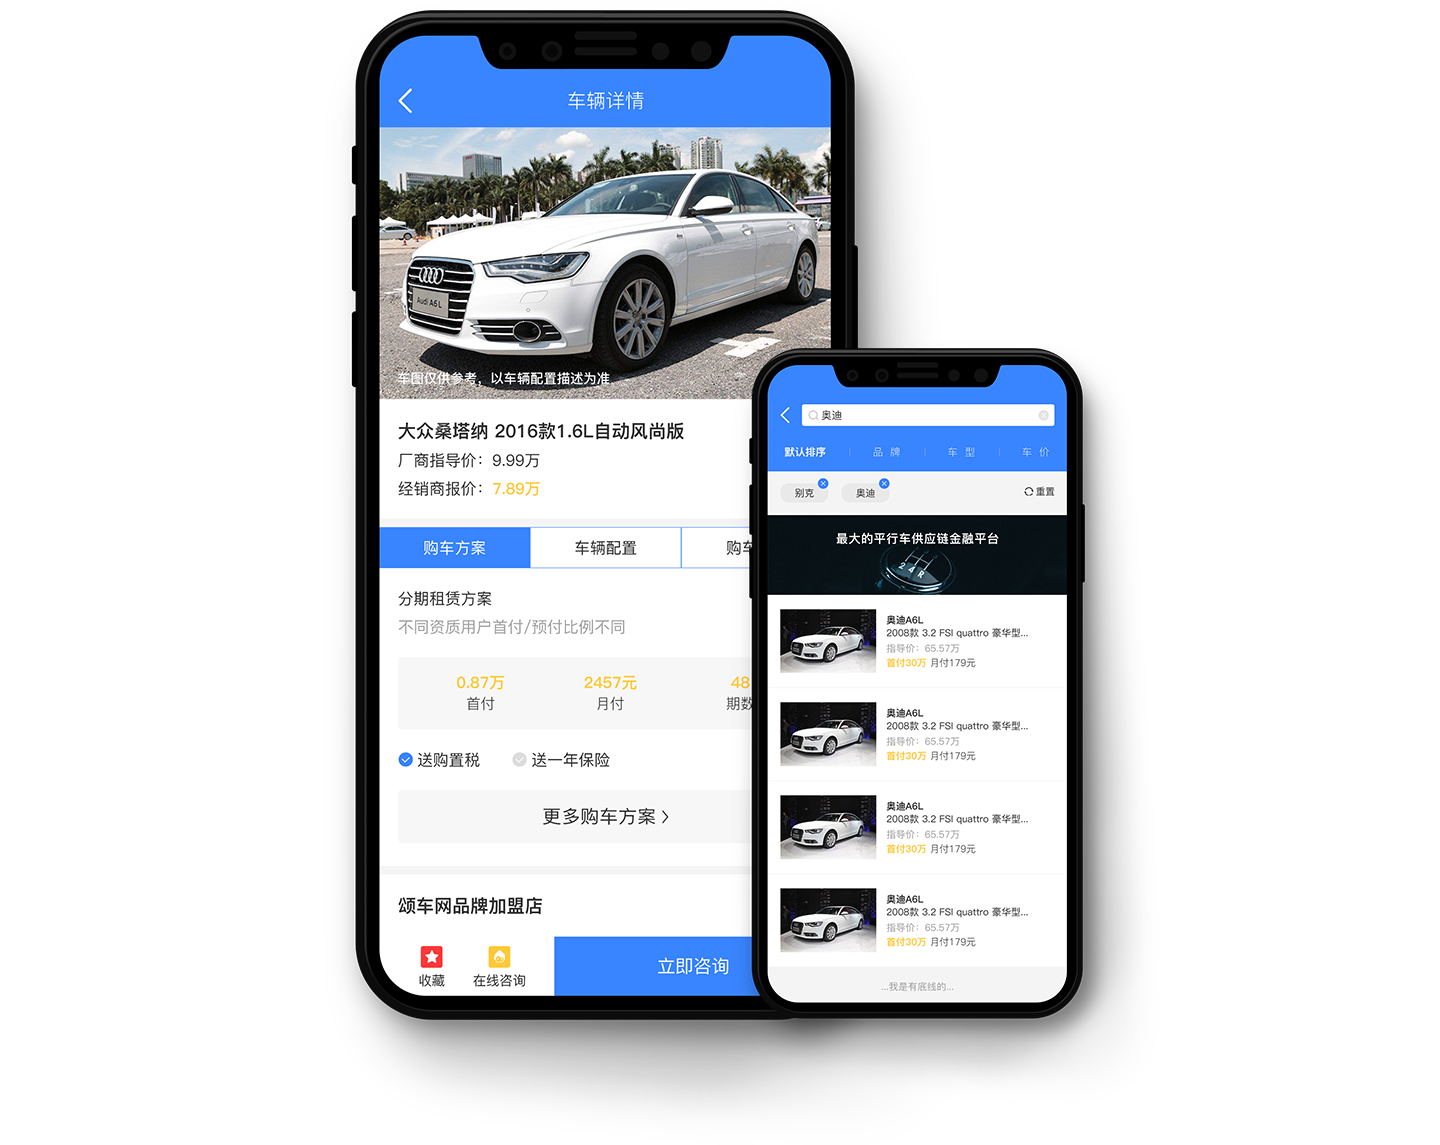 车辆详情
Audi A6 L
车图仅供参考，以车辆配置描述为准
大众桑塔纳 2016款1.6L自动风尚版
厂商指导价：9.99万
经销商报价：7.89万
购车方案
车辆配置
购车
分期租赁方案
不同资质用户首付/预付比例不同
0.87万
2457元
48
首付
月付
期数
送购置税
送一年保险
更多购车方案
颂车网品牌加盟店
收藏
在线咨询
立即咨询
奥迪
默认排序
品 牌
车 型
车 价
别克
奥迪
重置
最大的平行车供应链金融平台
2 4 R
奥迪A6L
2008款 3.2 FSI quattro 豪华型...
指导价：65.57万
首付30万 月付179元
奥迪A6L
2008款 3.2 FSI quattro 豪华型...
指导价：65.57万
首付30万 月付179元
奥迪A6L
2008款 3.2 FSI quattro 豪华型...
指导价：65.57万
首付30万 月付179元
奥迪A6L
2008款 3.2 FSI quattro 豪华型...
指导价：65.57万
首付30万 月付179元
...我是有底线的...